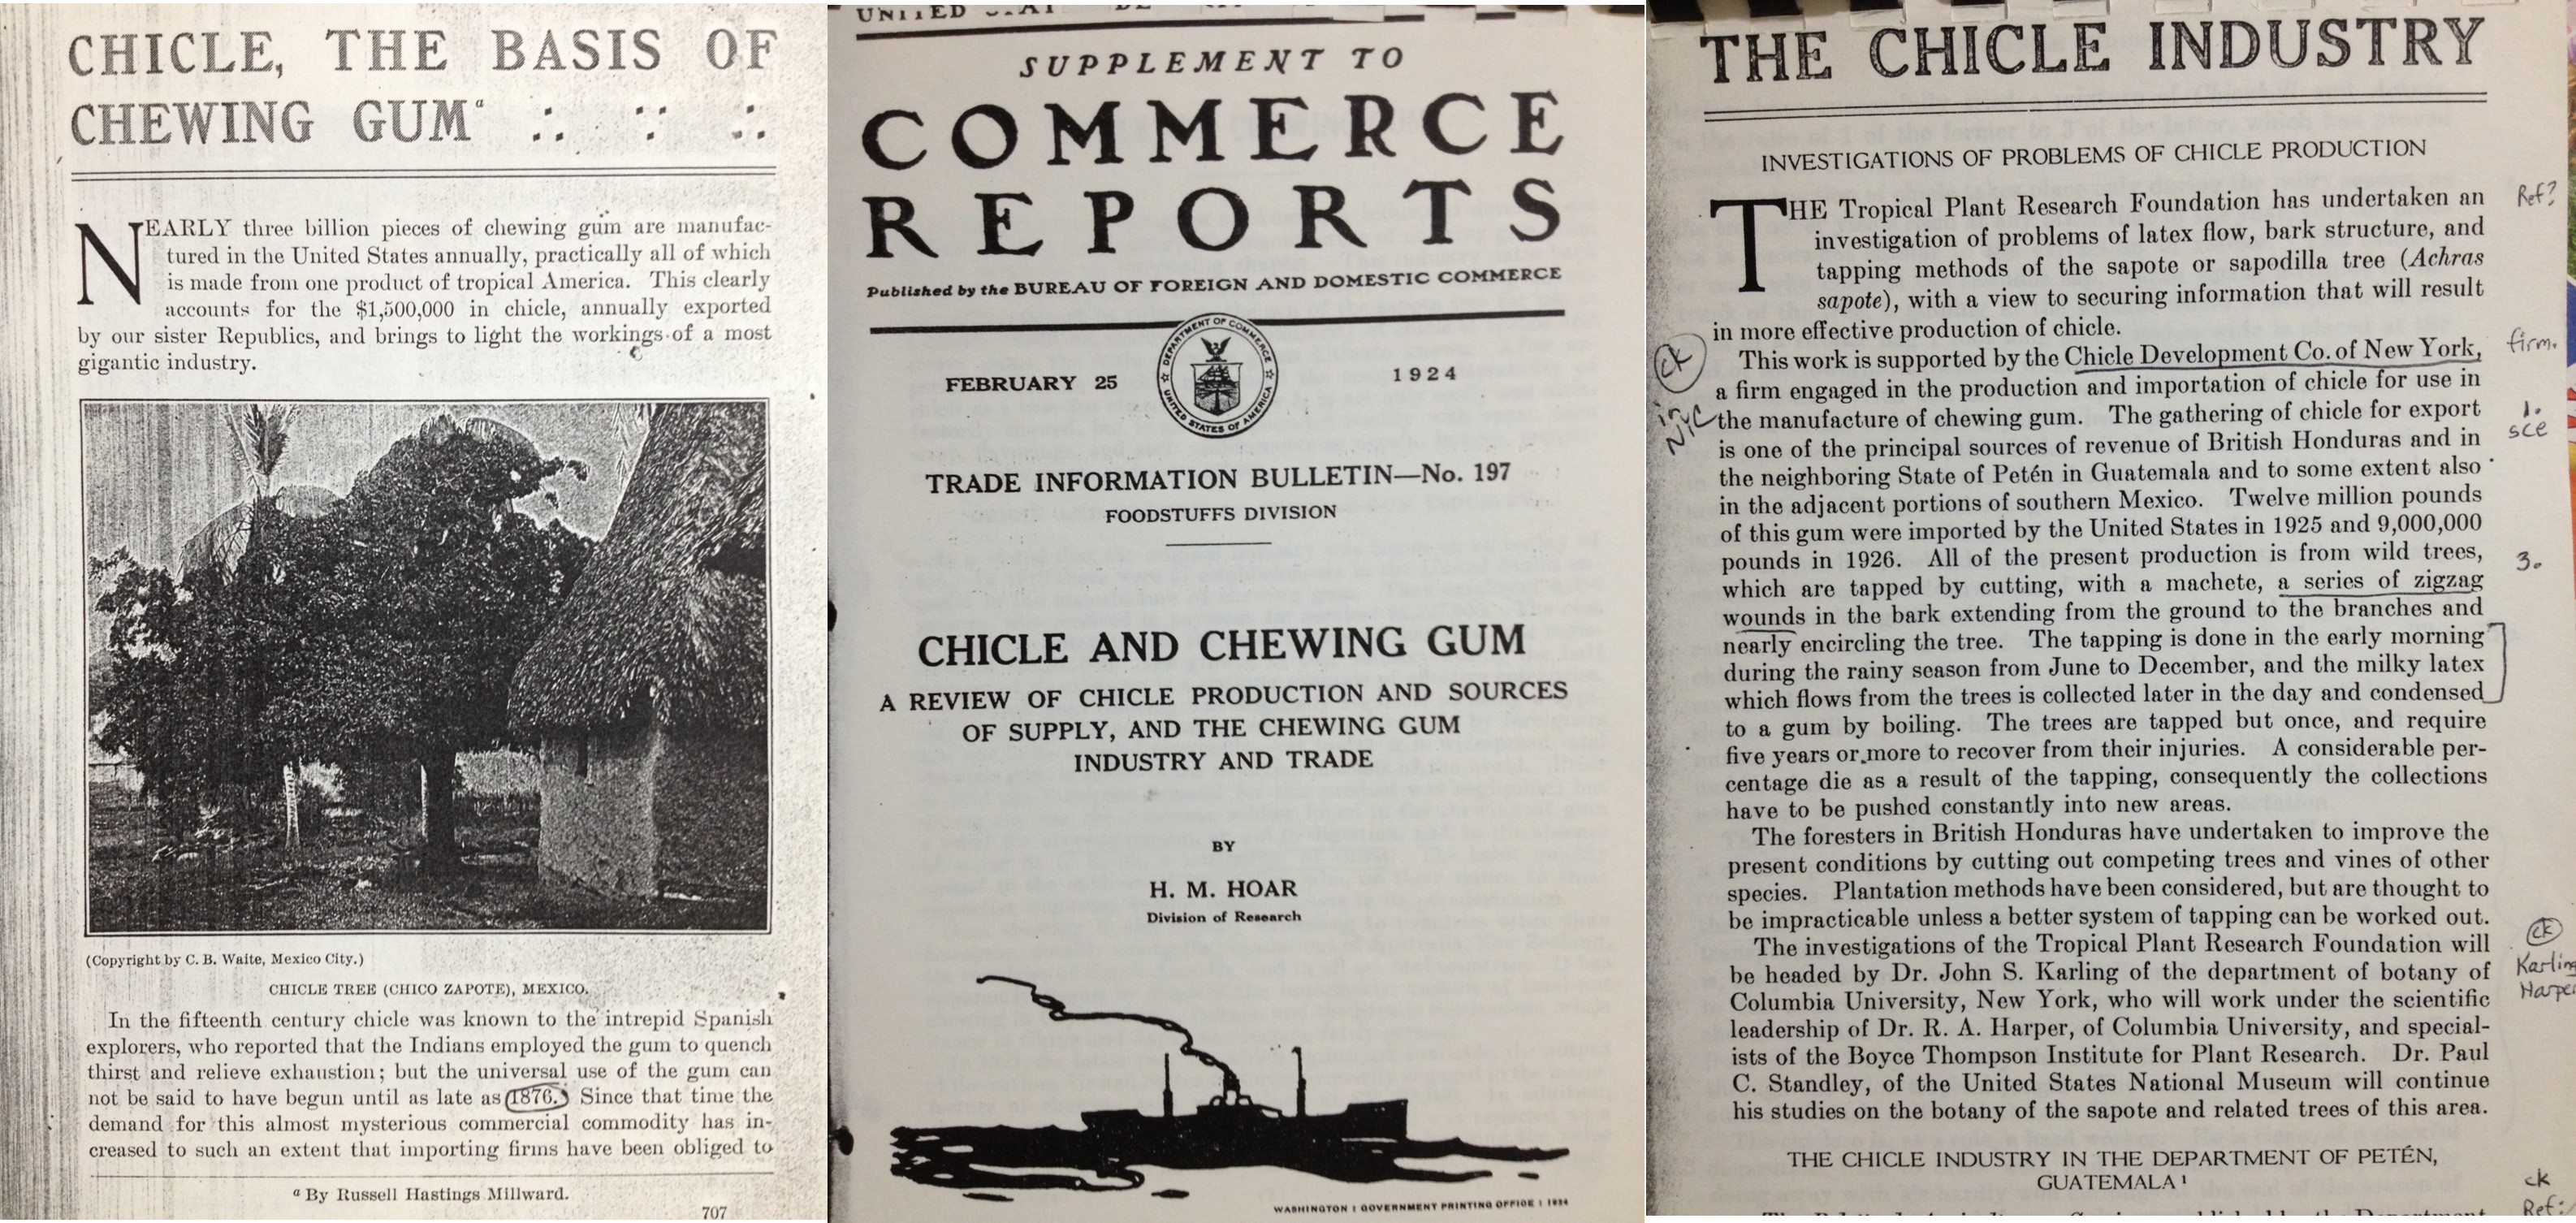 CHICLE, THE BASIS OF
CHEWING GUM a
NEARLY three billion pieces of chewing gum are manufac-
tured in the United States annually, practically all of which
is made from one product of tropical America. This clearly
accounts for the $1,500,000 in chicle, annually exported
by our sister Republics, and brings to light the workings of a most
gigantic industry.
(Copyright by C. B. Waite, Mexico City.)
CHICLE TREE (CHICO ZAPOTE), MEXICO.
In the fifteenth century chicle was known to the intrepid Spanish
explorers, who reported that the Indians employed the gum to quench
thirst and relieve exhaustion; but the universal use of the gum can
not be said to have begun until as late as 1876. Since that time the
demand for this almost mysterious commercial commodity has in-
creased to such an extent that importing firms have been obliged to
a By Russell Hastings Millward.
707
UNITED
SUPPLEMENT TO
COMMERCE
REPORTS
Published by the BUREAU OF FOREIGN AND DOMESTIC COMMERCE
DEPARTMENT OF COMMERCE
UNITED STATES OF AMERICA
FEBRUARY 25 1924
TRADE INFORMATION BULLETIN—No. 197
FOODSTUFFS DIVISION
CHICLE AND CHEWING GUM
A REVIEW OF CHICLE PRODUCTION AND SOURCES
OF SUPPLY, AND THE CHEWING GUM
INDUSTRY AND TRADE
BY
H. M. HOAR
Division of Research
WASHINGTON : GOVERNMENT PRINTING OFFICE : 1924
THE CHICLE INDUSTRY
INVESTIGATIONS OF PROBLEMS OF CHICLE PRODUCTION
THE Tropical Plant Research Foundation has undertaken an
investigation of problems of latex flow, bark structure, and
tapping methods of the sapote or sapodilla tree (Achras
sapote), with a view to securing information that will result
in more effective production of chicle.
This work is supported by the Chicle Development Co. of New York,
a firm engaged in the production and importation of chicle for use in
the manufacture of chewing gum. The gathering of chicle for export
is one of the principal sources of revenue of British Honduras and in
the neighboring State of Petén in Guatemala and to some extent also
in the adjacent portions of southern Mexico. Twelve million pounds
of this gum were imported by the United States in 1925 and 9,000,000
pounds in 1926. All of the present production is from wild trees,
which are tapped by cutting, with a machete, a series of zigzag
wounds in the bark extending from the ground to the branches and
nearly encircling the tree. The tapping is done in the early morning
during the rainy season from June to December, and the milky latex
which flows from the trees is collected later in the day and condensed
to a gum by boiling. The trees are tapped but once, and require
five years or more to recover from their injuries. A considerable per-
centage die as a result of the tapping, consequently the collections
have to be pushed constantly into new areas.
The foresters in British Honduras have undertaken to improve the
present conditions by cutting out competing trees and vines of other
species. Plantation methods have been considered, but are thought to
be impracticable unless a better system of tapping can be worked out.
The investigations of the Tropical Plant Research Foundation will
be headed by Dr. John S. Karling of the department of botany of
Columbia University, New York, who will work under the scientific
leadership of Dr. R. A. Harper, of Columbia University, and special-
ists of the Boyce Thompson Institute for Plant Research. Dr. Paul
C. Standley, of the United States National Museum will continue
his studies on the botany of the sapote and related trees of this area.
THE CHICLE INDUSTRY IN THE DEPARTMENT OF PETÉN,
GUATEMALA 1
ck
in
NYC
Ref?
firm.
1.
sce
3.
ck
Karling
Harper
ck
Ref: